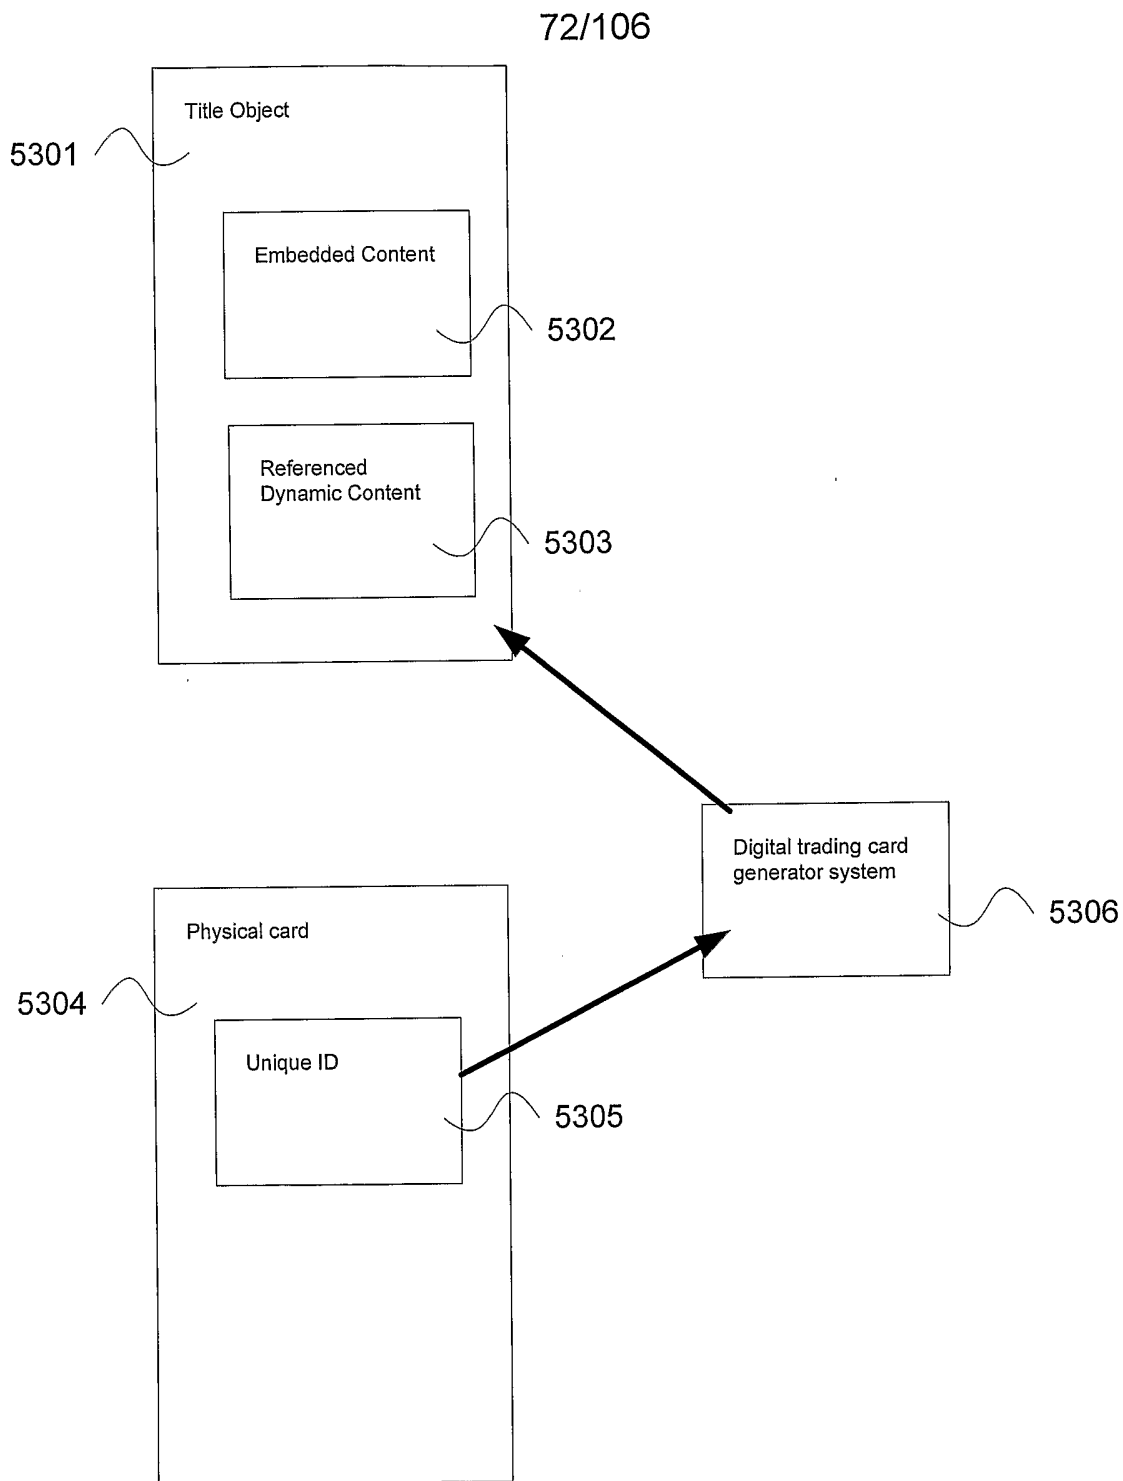 72/106
Title Object
5301
Embedded Content
5302
Referenced
Dynamic Content
5303
Digital trading card
generator system
5306
Physical card
5304
Unique ID
5305